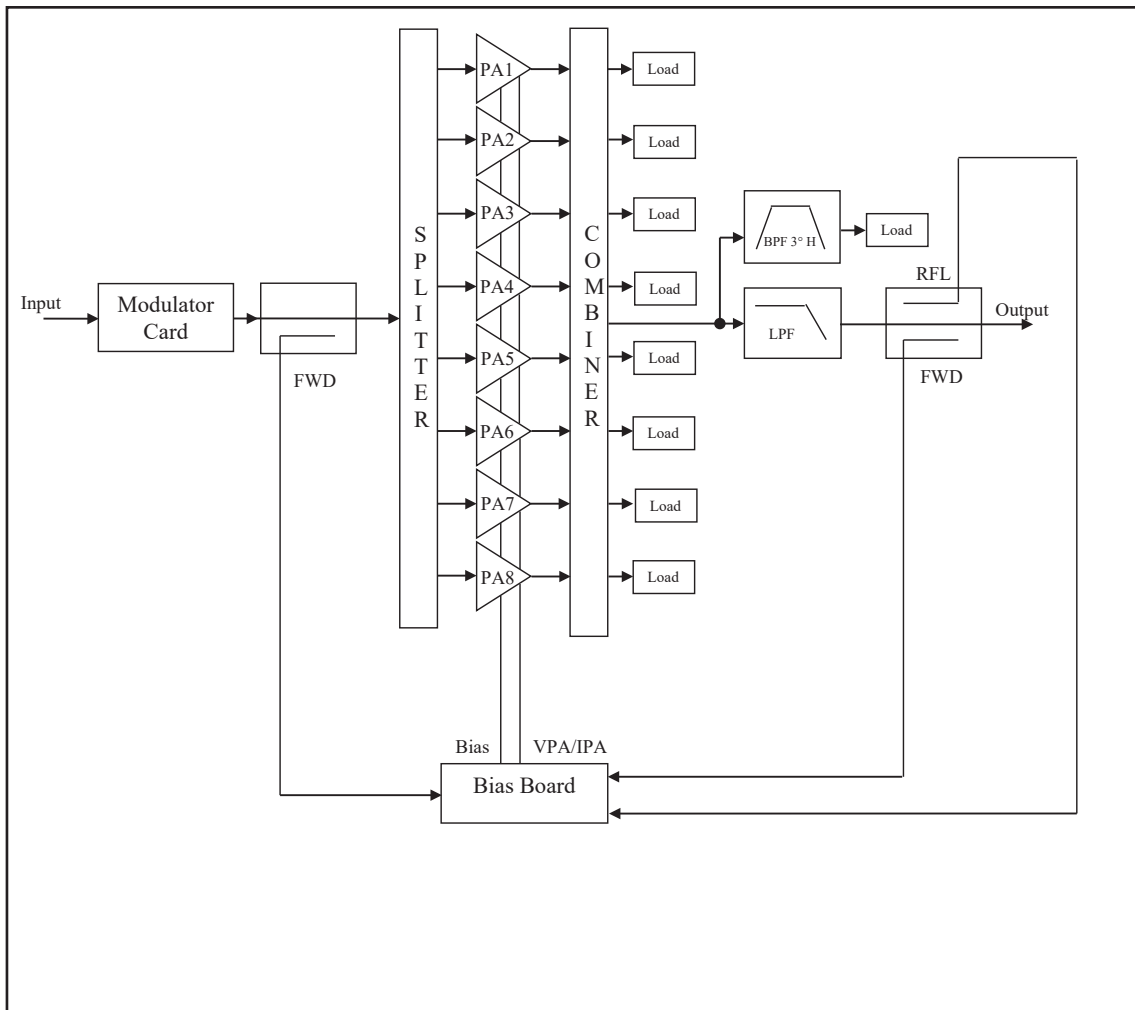 Input
Modulator
Card
FWD
S
P
L
I
T
T
E
R
PA1
PA2
PA3
PA4
PA5
PA6
PA7
PA8
C
O
M
B
I
N
E
R
Load
Load
Load
Load
Load
Load
Load
Load
BPF 3° H
Load
LPF
RFL
FWD
Output
Bias
VPA/IPA
Bias Board